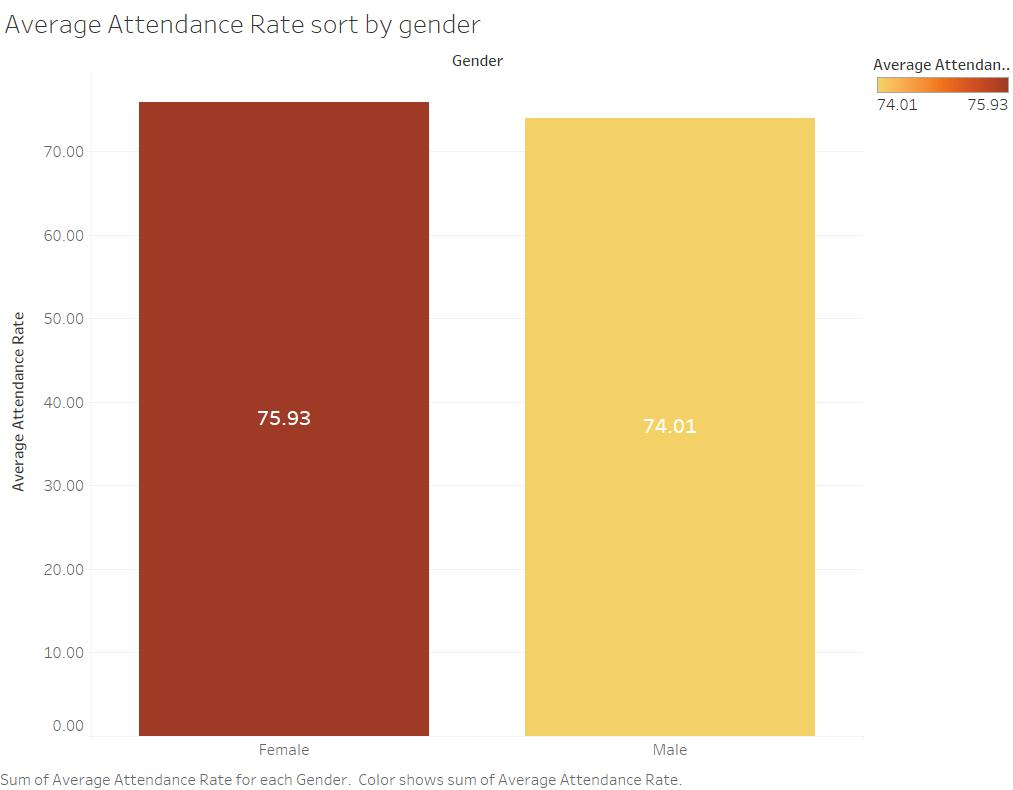 Average Attendance Rate sort by gender
Gender
Average Attendan..
74.01 75.93
Average Attendance Rate
70.00
60.00
50.00
40.00
30.00
20.00
10.00
0.00
75.93
74.01
Female Male
Sum of Average Attendance Rate for each Gender. Color shows sum of Average Attendance Rate.